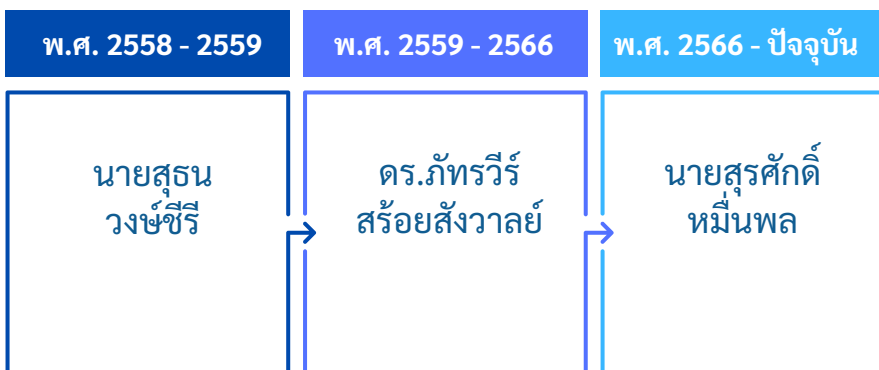 พ.ศ. 2558 - 2559
พ.ศ. 2559 - 2566
พ.ศ. 2566 - ปัจจุบัน
นายสุธน
วงษ์ชีรี
ดร.ภัทรวีร์
สร้อยสังวาลย์
นายสุรศักดิ์
หมื่นพล